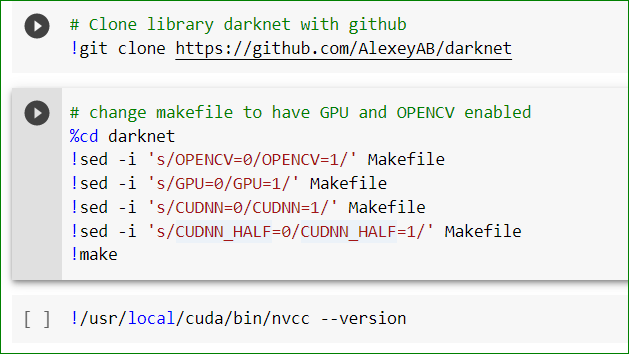 # Clone library darknet with github
!git clone https://github.com/AlexeyAB/darknet
# change makefile to have GPU and OPENCV enabled
%cd darknet
!sed -i 's/OPENCV=0/OPENCV=1/' Makefile
!sed -i 's/GPU=0/GPU=1/' Makefile
!sed -i 's/CUDNN=0/CUDNN=1/' Makefile
!sed -i 's/CUDNN_HALF=0/CUDNN_HALF=1/' Makefile
!make
[ ] !/usr/local/cuda/bin/nvcc --version